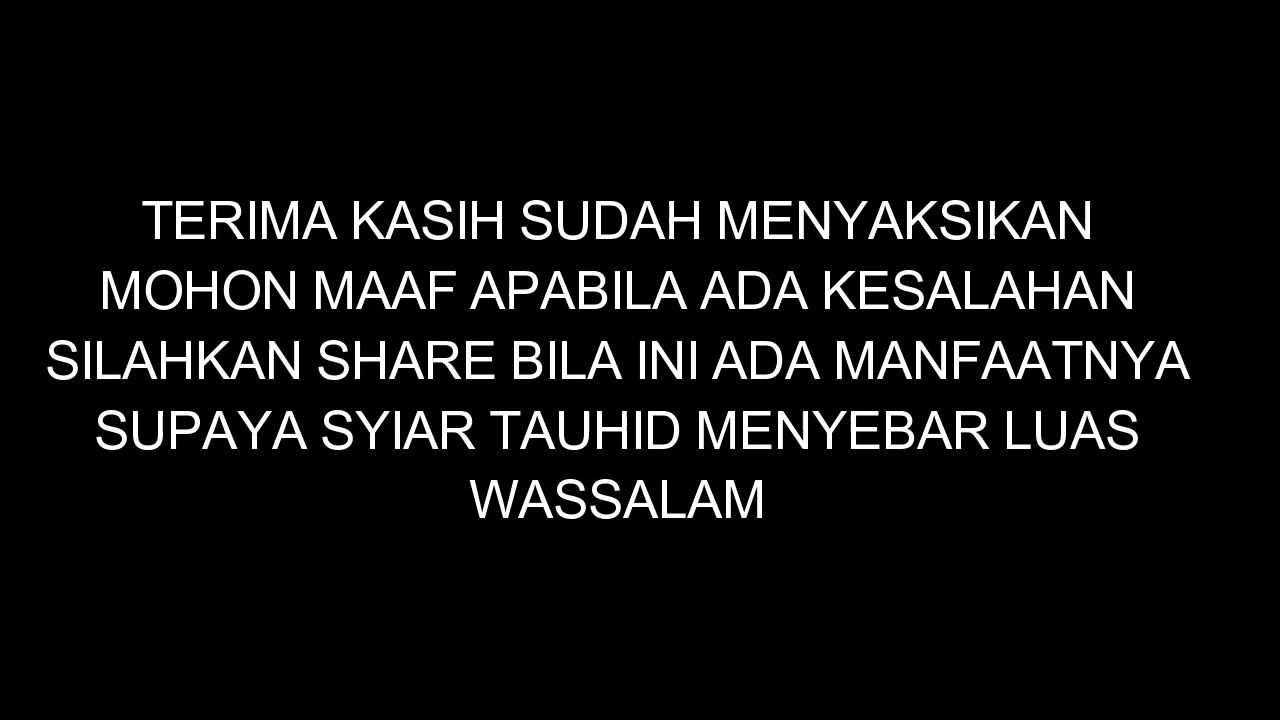 TERIMA KASIH SUDAH MENYAKSIKAN
MOHON MAAF APABILA ADA KESALAHAN
SILAHKAN SHARE BILA INI ADA MANFAATNYA
SUPAYA SYIAR TAUHID MENYEBAR LUAS
WASSALAM